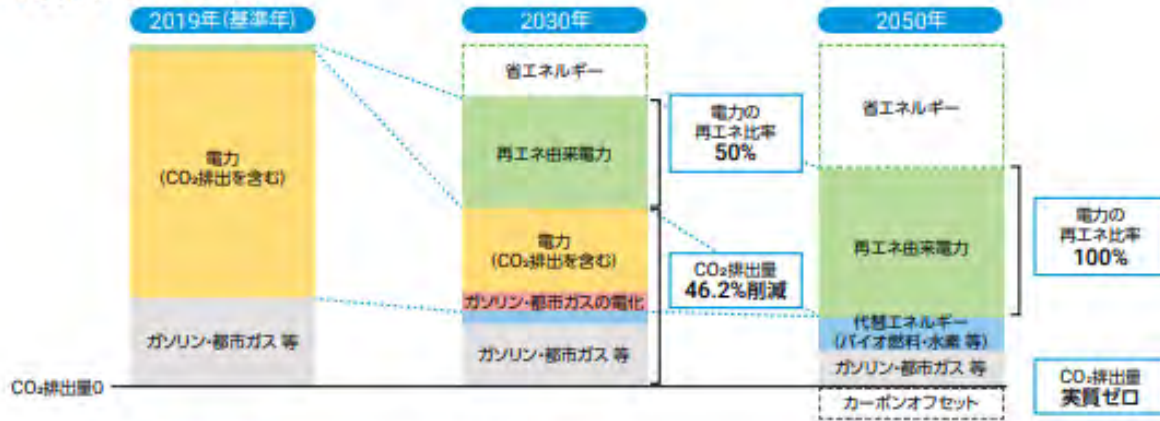 2019年(基準年)
2030年
2050年
省エネルギー
電力
(CO₂排出を含む)
再エネ由来電力
電力の
再エネ比率
50%
省エネルギー
電力
(CO₂排出を含む)
CO₂排出量
46.2%削減
再エネ由来電力
電力の
再エネ比率
100%
ガソリン・都市ガスの電化
ガソリン・都市ガス 等
ガソリン・都市ガス 等
代替エネルギー
(バイオ燃料・水素 等)
ガソリン・都市ガス 等
CO₂排出量0
カーボンオフセット
CO₂排出量
実質ゼロ